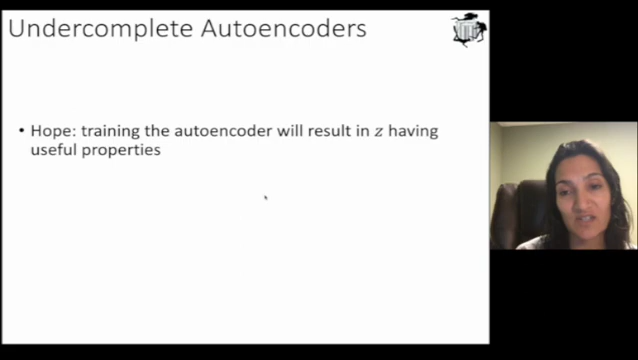 Undercomplete Autoencoders
• Hope: training the autoencoder will result in z having
useful properties